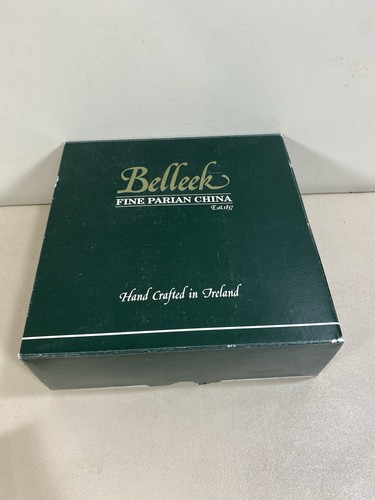 Belleek
FINE PARIAN CHINA
Est. 1857
Hand Crafted in Ireland